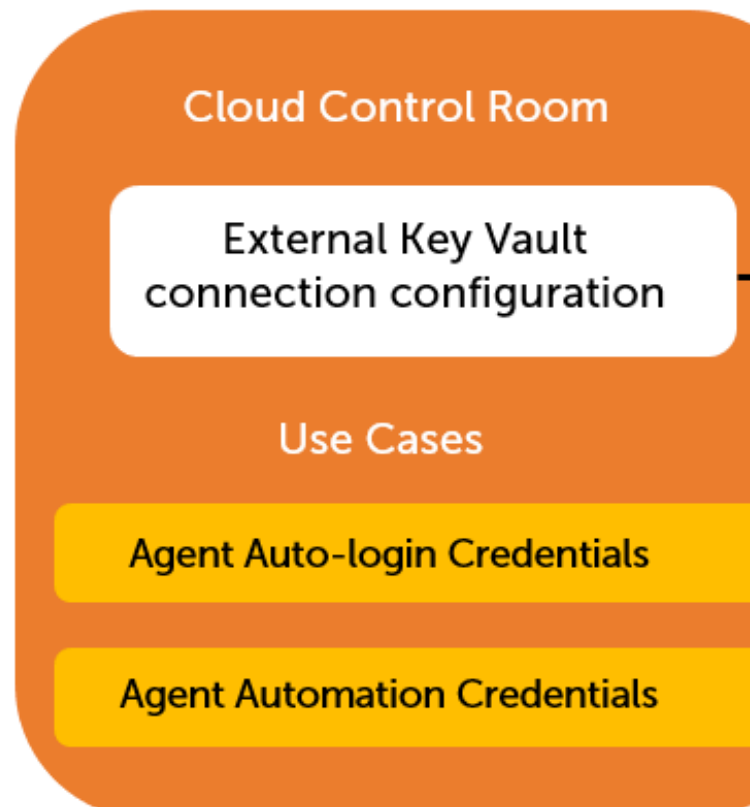 Cloud Control Room
External Key Vault
connection configuration
Use Cases
Agent Auto-login Credentials
Agent Automation Credentials